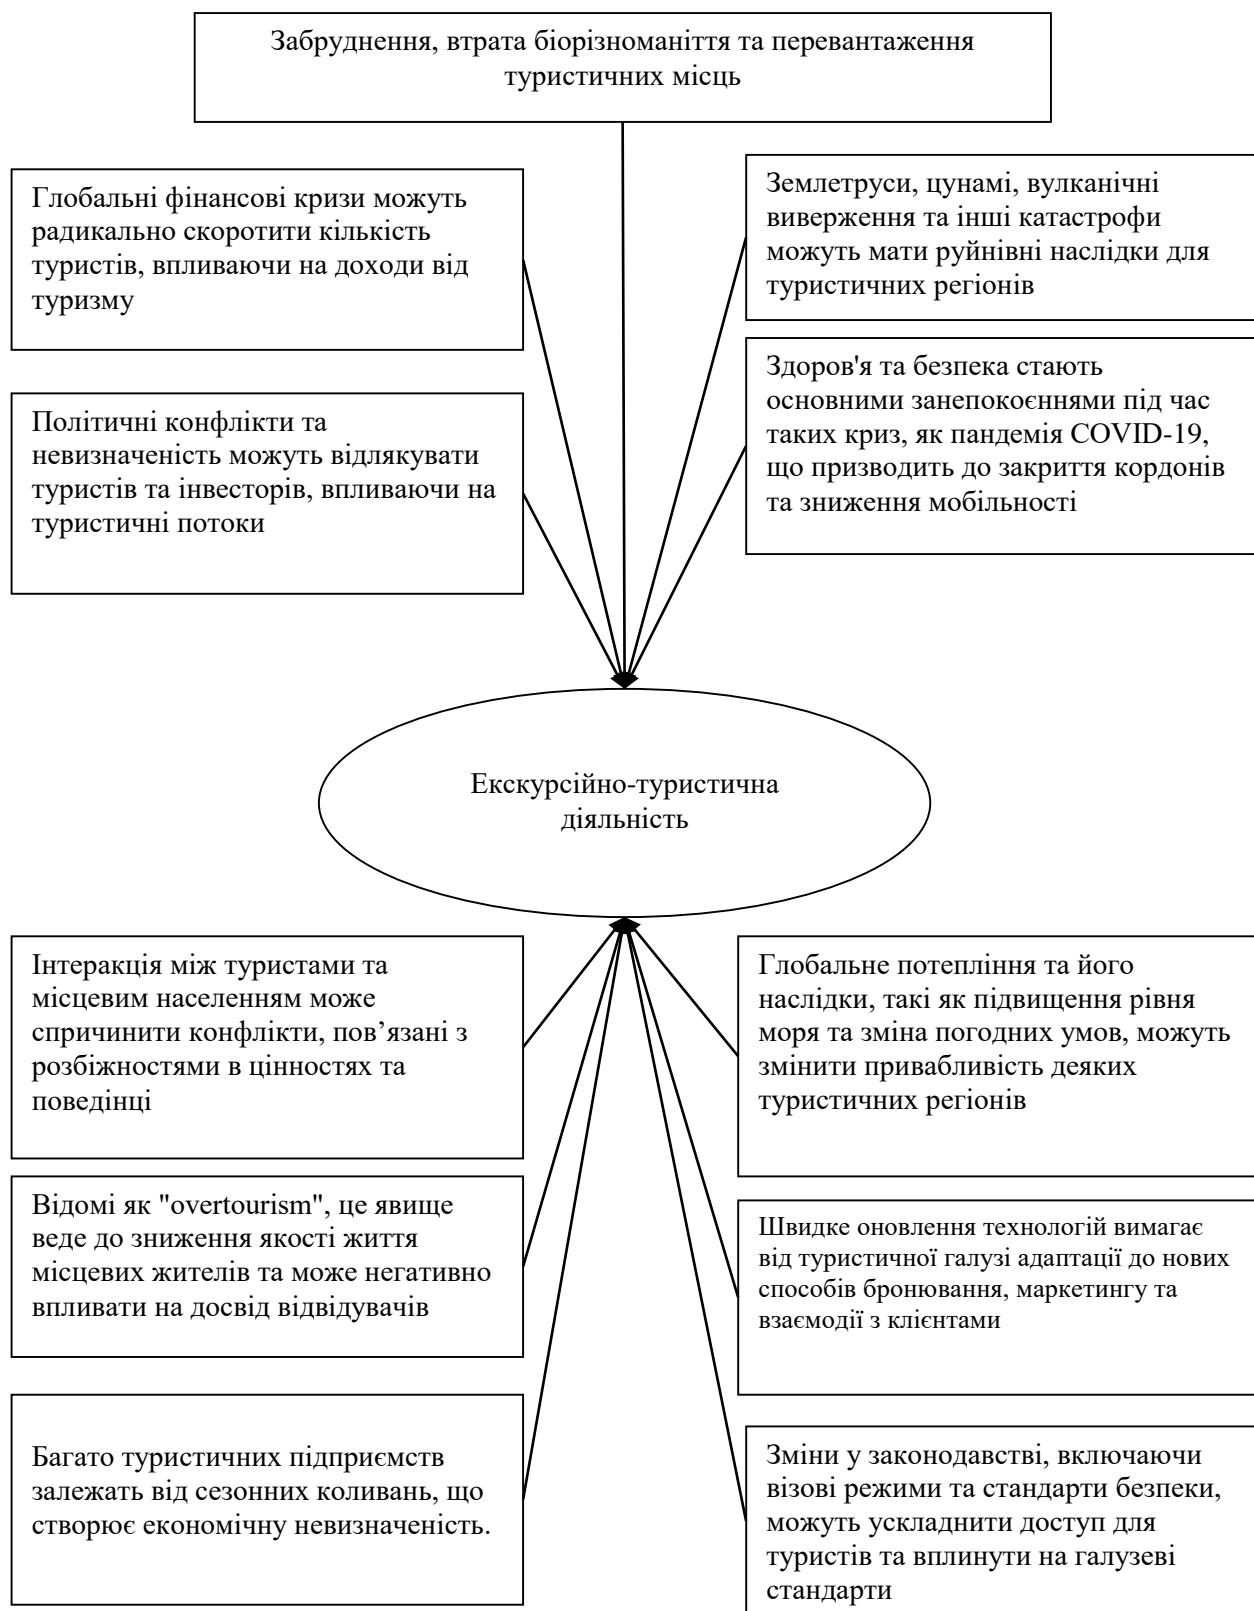 Забруднення, втрата біорізноманіття та перевантаження
туристичних місць
Глобальні фінансові кризи можуть
радикально скоротити кількість
туристів, впливаючи на доходи від
туризму
Землетруси, цунамі, вулканічні
виверження та інші катастрофи
можуть мати руйнівні наслідки для
туристичних регіонів
Політичні конфлікти та
невизначеність можуть відлякувати
туристів та інвесторів, впливаючи на
туристичні потоки
Здоров'я та безпека стають
основними занепокоєннями під час
таких криз, як пандемія COVID-19,
що призводить до закриття кордонів
та зниження мобільності
Екскурсійно-туристична
діяльність
Інтеракція між туристами та
місцевим населенням може
спричинити конфлікти, пов’язані з
розбіжностями в цінностях та
поведінці
Глобальне потепління та його
наслідки, такі як підвищення рівня
моря та зміна погодних умов, можуть
змінити привабливість деяких
туристичних регіонів
Відомі як "overtourism", це явище
веде до зниження якості життя
місцевих жителів та може негативно
впливати на досвід відвідувачів
Швидке оновлення технологій вимагає
від туристичної галузі адаптації до нових
способів бронювання, маркетингу та
взаємодії з клієнтами
Багато туристичних підприємств
залежать від сезонних коливань, що
створює економічну невизначеність.
Зміни у законодавстві, включаючи
візові режими та стандарти безпеки,
можуть ускладнити доступ для
туристів та вплинути на галузеві
стандарти